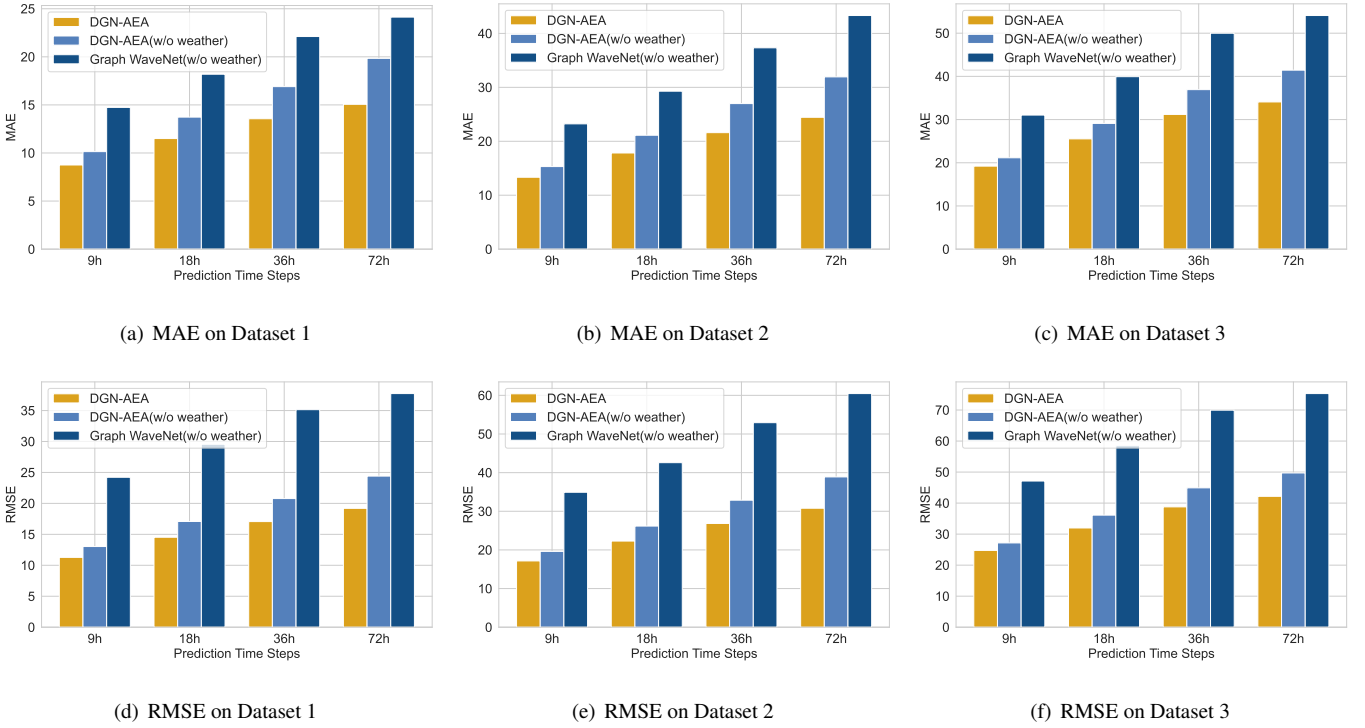 25
20
15
10
5
0
MAE
DGN-AEA
DGN-AEA(w/o weather)
Graph WaveNet(w/o weather)
9h 18h 36h 72h
Prediction Time Steps
(a) MAE on Dataset 1
40
30
20
10
0
MAE
DGN-AEA
DGN-AEA(w/o weather)
Graph WaveNet(w/o weather)
9h 18h 36h 72h
Prediction Time Steps
(b) MAE on Dataset 2
50
40
30
20
10
0
MAE
DGN-AEA
DGN-AEA(w/o weather)
Graph WaveNet(w/o weather)
9h 18h 36h 72h
Prediction Time Steps
(c) MAE on Dataset 3
35
30
25
20
15
10
5
0
RMSE
DGN-AEA
DGN-AEA(w/o weather)
Graph WaveNet(w/o weather)
9h 18h 36h 72h
Prediction Time Steps
(d) RMSE on Dataset 1
60
50
40
30
20
10
0
RMSE
DGN-AEA
DGN-AEA(w/o weather)
Graph WaveNet(w/o weather)
9h 18h 36h 72h
Prediction Time Steps
(e) RMSE on Dataset 2
70
60
50
40
30
20
10
0
RMSE
DGN-AEA
DGN-AEA(w/o weather)
Graph WaveNet(w/o weather)
9h 18h 36h 72h
Prediction Time Steps
(f) RMSE on Dataset 3